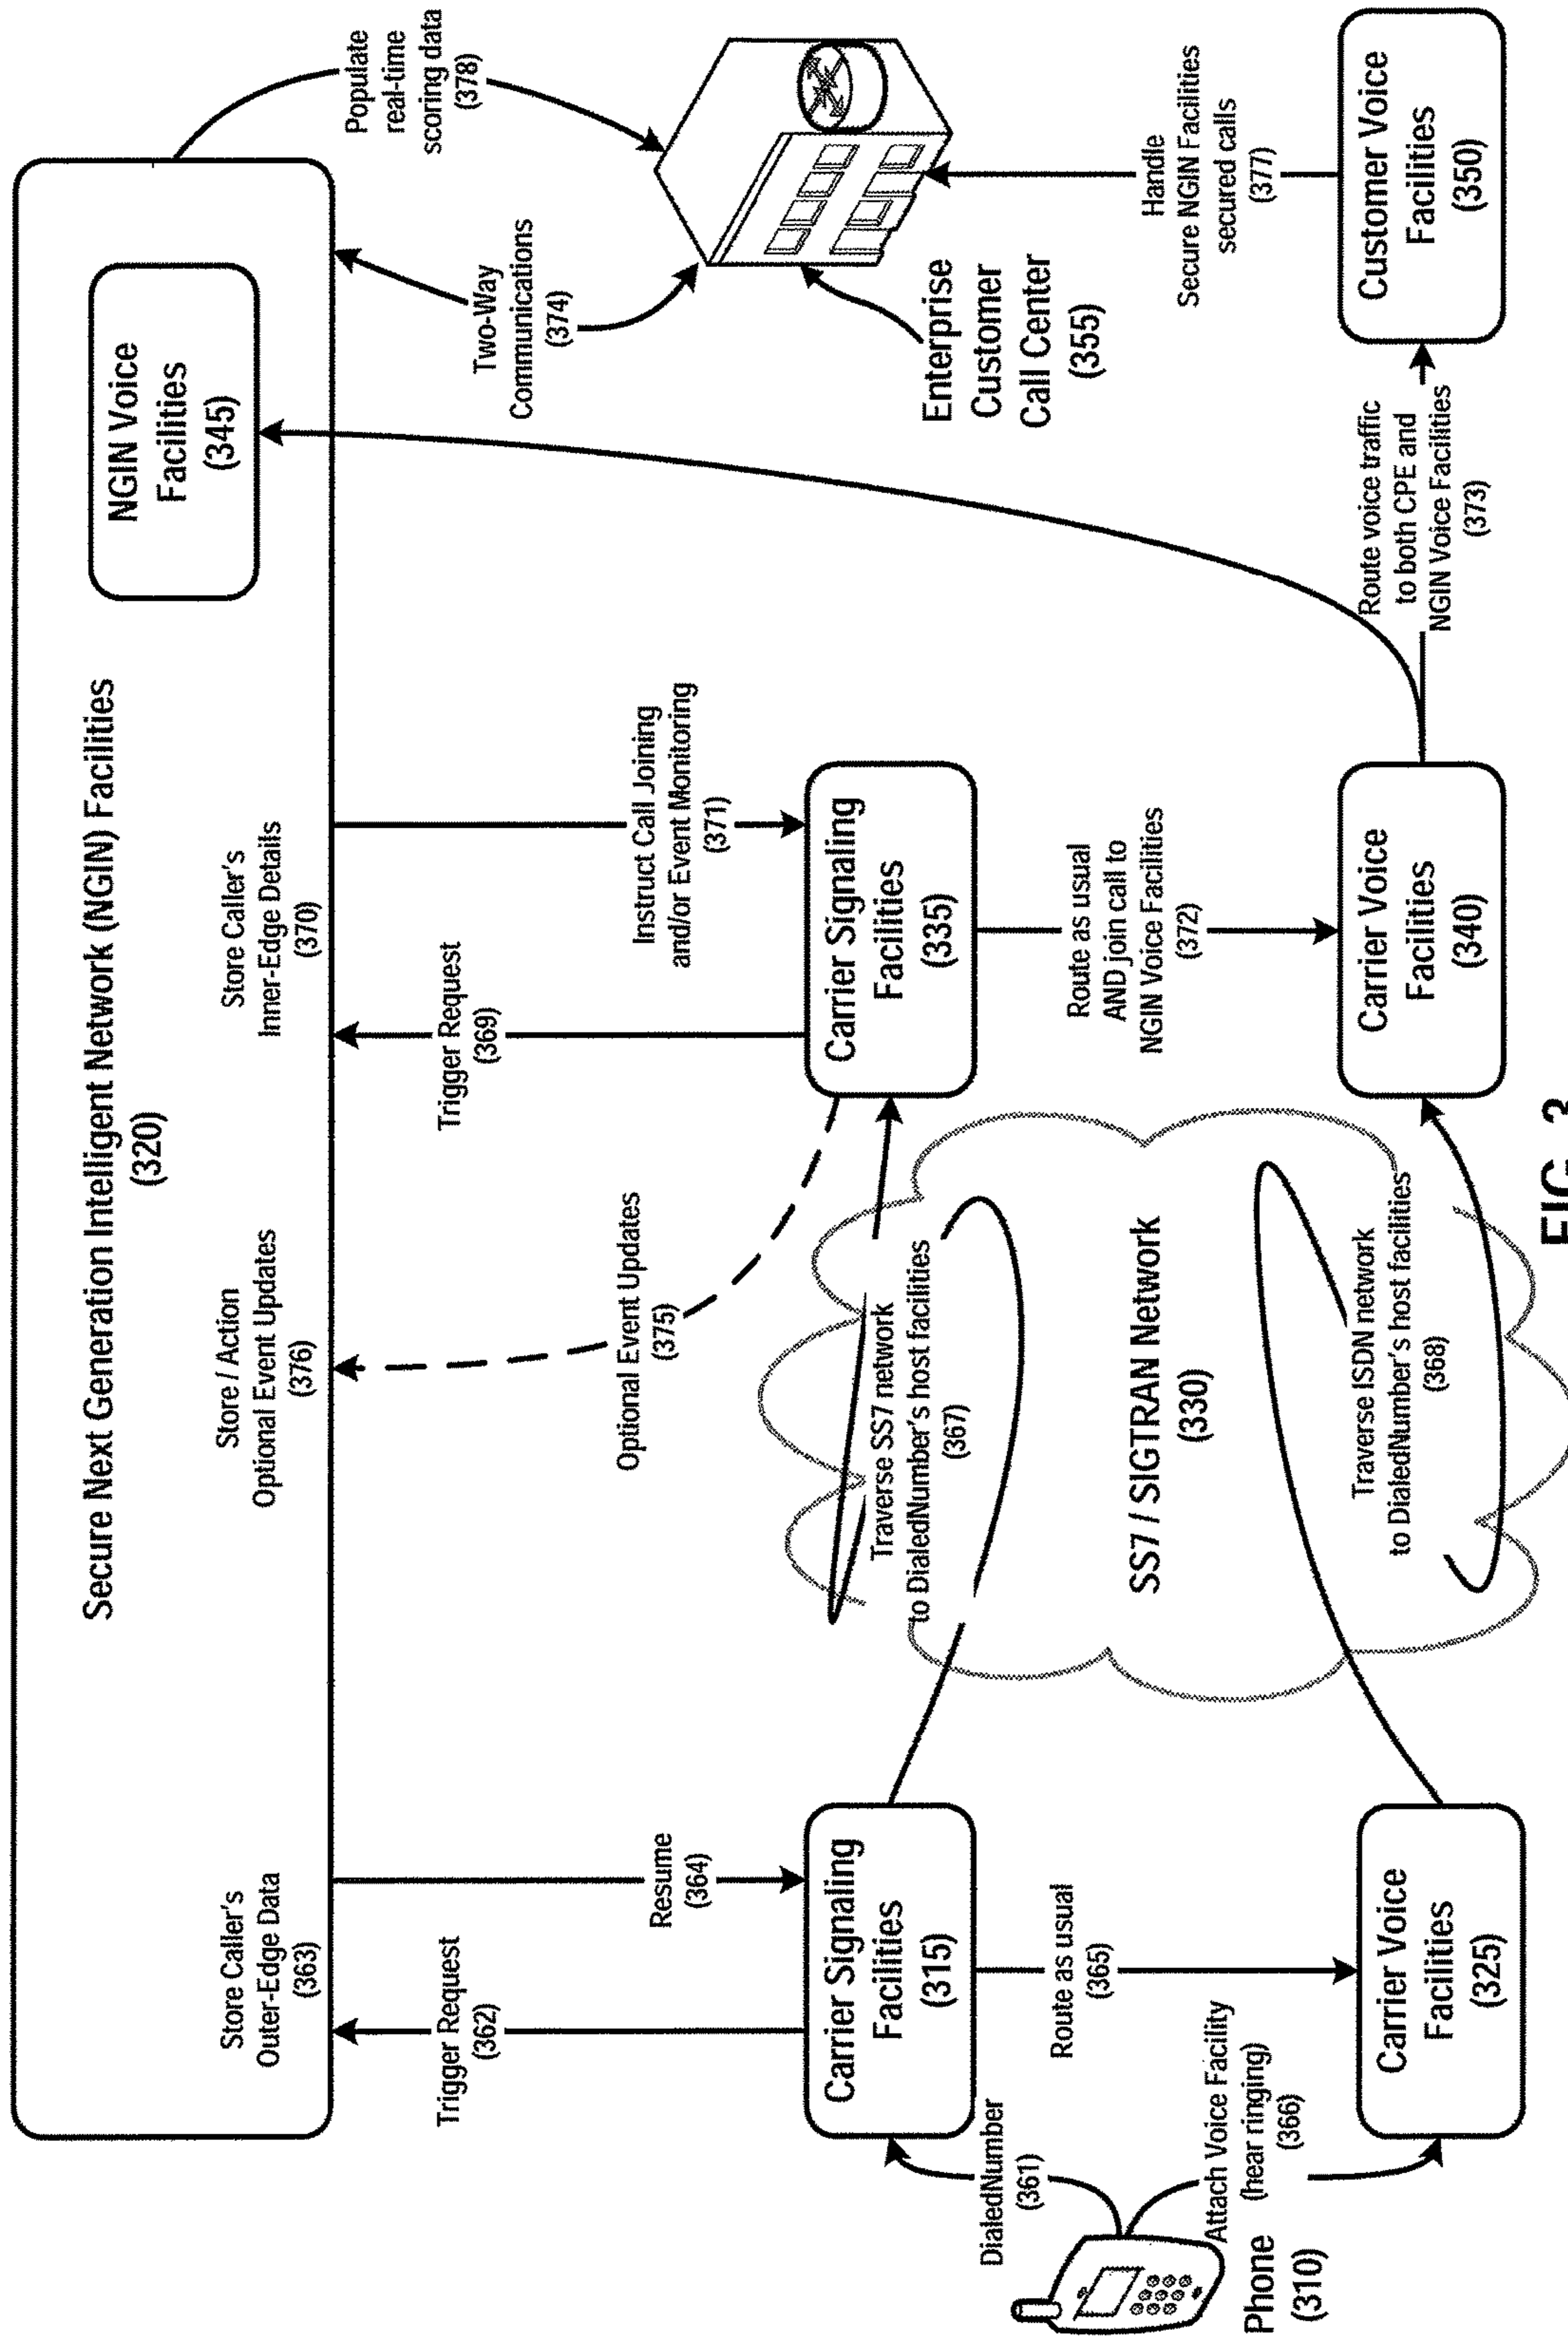 Secure Next Generation Intelligent Network (NGIN) Facilities
(320)
NGIN Voice
Facilities
(345)
Store Caller's
Outer-Edge Data
(363)
Store / Action
Optional Event Updates
(376)
Store Caller's
Inner-Edge Details
(370)
Trigger Request
(362)
Resume
(364)
Optional Event Updates
(375)
Trigger Request
(369)
Instruct Call Joining
and/or Event Monitoring
(371)
Two-Way
Communications
(374)
Populate
real-time
scoring data
(378)
DialedNumber
(361)
Carrier Signaling
Facilities
(315)
Traverse SS7 network
to DialedNumber's host facilities
(367)
Carrier Signaling
Facilities
(335)
Enterprise
Customer
Call Center
(355)
Phone
(310)
Attach Voice Facility
(hear ringing)
(366)
Route as usual
(365)
SS7 / SIGTRAN Network
(330)
Route as usual
AND join call to
NGIN Voice Facilities
(372)
Handle
Secure NGIN Facilities
secured calls
(377)
Carrier Voice
Facilities
(325)
Traverse ISDN network
to DialedNumber's host facilities
(368)
Carrier Voice
Facilities
(340)
Route voice traffic
to both CPE and
NGIN Voice Facilities
(373)
Customer Voice
Facilities
(350)
FIG. 3